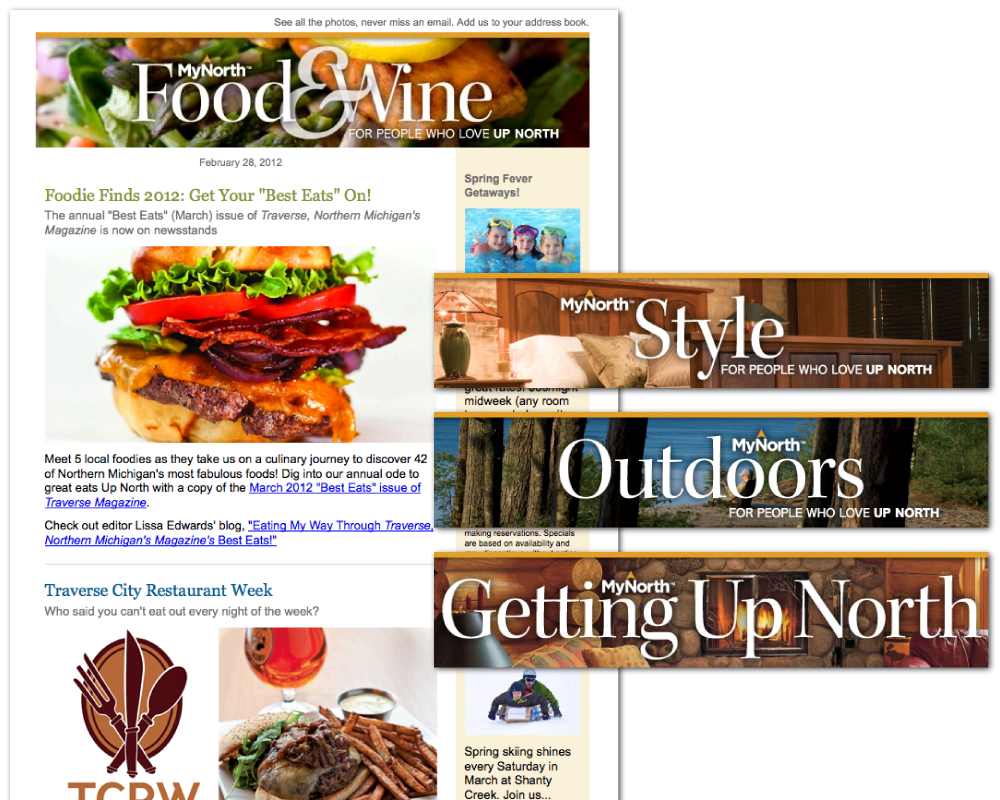 See all the photos, never miss an email. Add us to your address book.
MyNorth™
Food & Wine
FOR PEOPLE WHO LOVE UP NORTH
February 28, 2012
Foodie Finds 2012: Get Your "Best Eats" On!
The annual "Best Eats" (March) issue of Traverse, Northern Michigan's
Magazine is now on newsstands
Meet 5 local foodies as they take us on a culinary journey to discover 42
of Northern Michigan's most fabulous foods! Dig into our annual ode to
great eats Up North with a copy of the March 2012 "Best Eats" issue of
Traverse Magazine.
Check out editor Lissa Edwards' blog, "Eating My Way Through Traverse,
Northern Michigan's Magazine's Best Eats!"
Traverse City Restaurant Week
Who said you can't eat out every night of the week?
TCRW
Spring Fever
Getaways!
MyNorth™
Style
FOR PEOPLE WHO LOVE UP NORTH
great rates!
midweek (any room
MyNorth™
Outdoors
FOR PEOPLE WHO LOVE UP NORTH
making reservations. Specials
are based on availability and
MyNorth™
Getting Up North
Spring skiing shines
every Saturday in
March at Shanty
Creek. Join us...